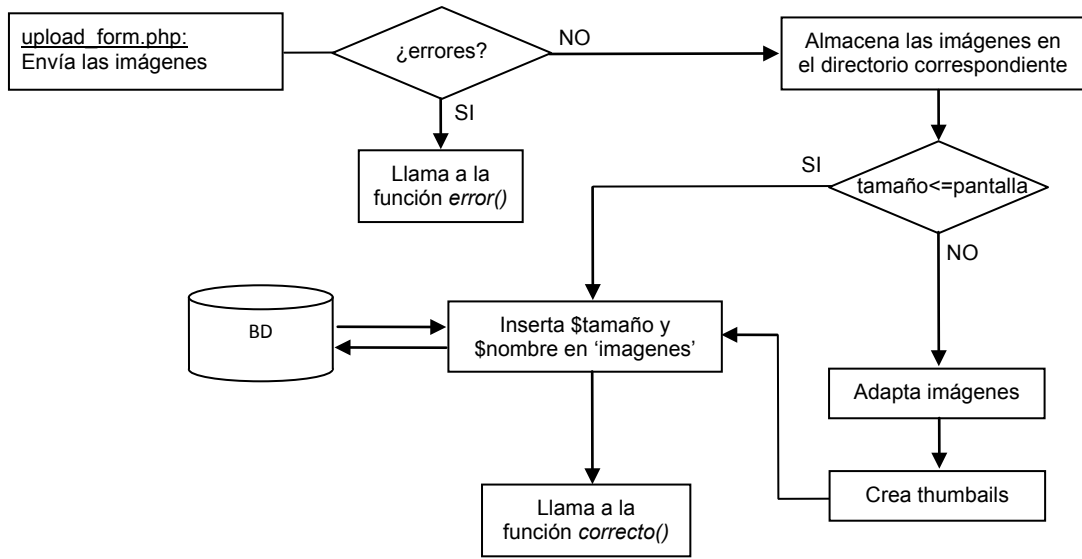 upload_form.php:
Envía las imágenes
¿errores?
NO
Almacena las imágenes en
el directorio correspondiente
SI
Llama a la
función error()
SI
tamaño<=pantalla
NO
BD
Inserta $tamaño y
$nombre en ‘imagenes’
Adapta imágenes
Crea thumbails
Llama a la
función correcto()